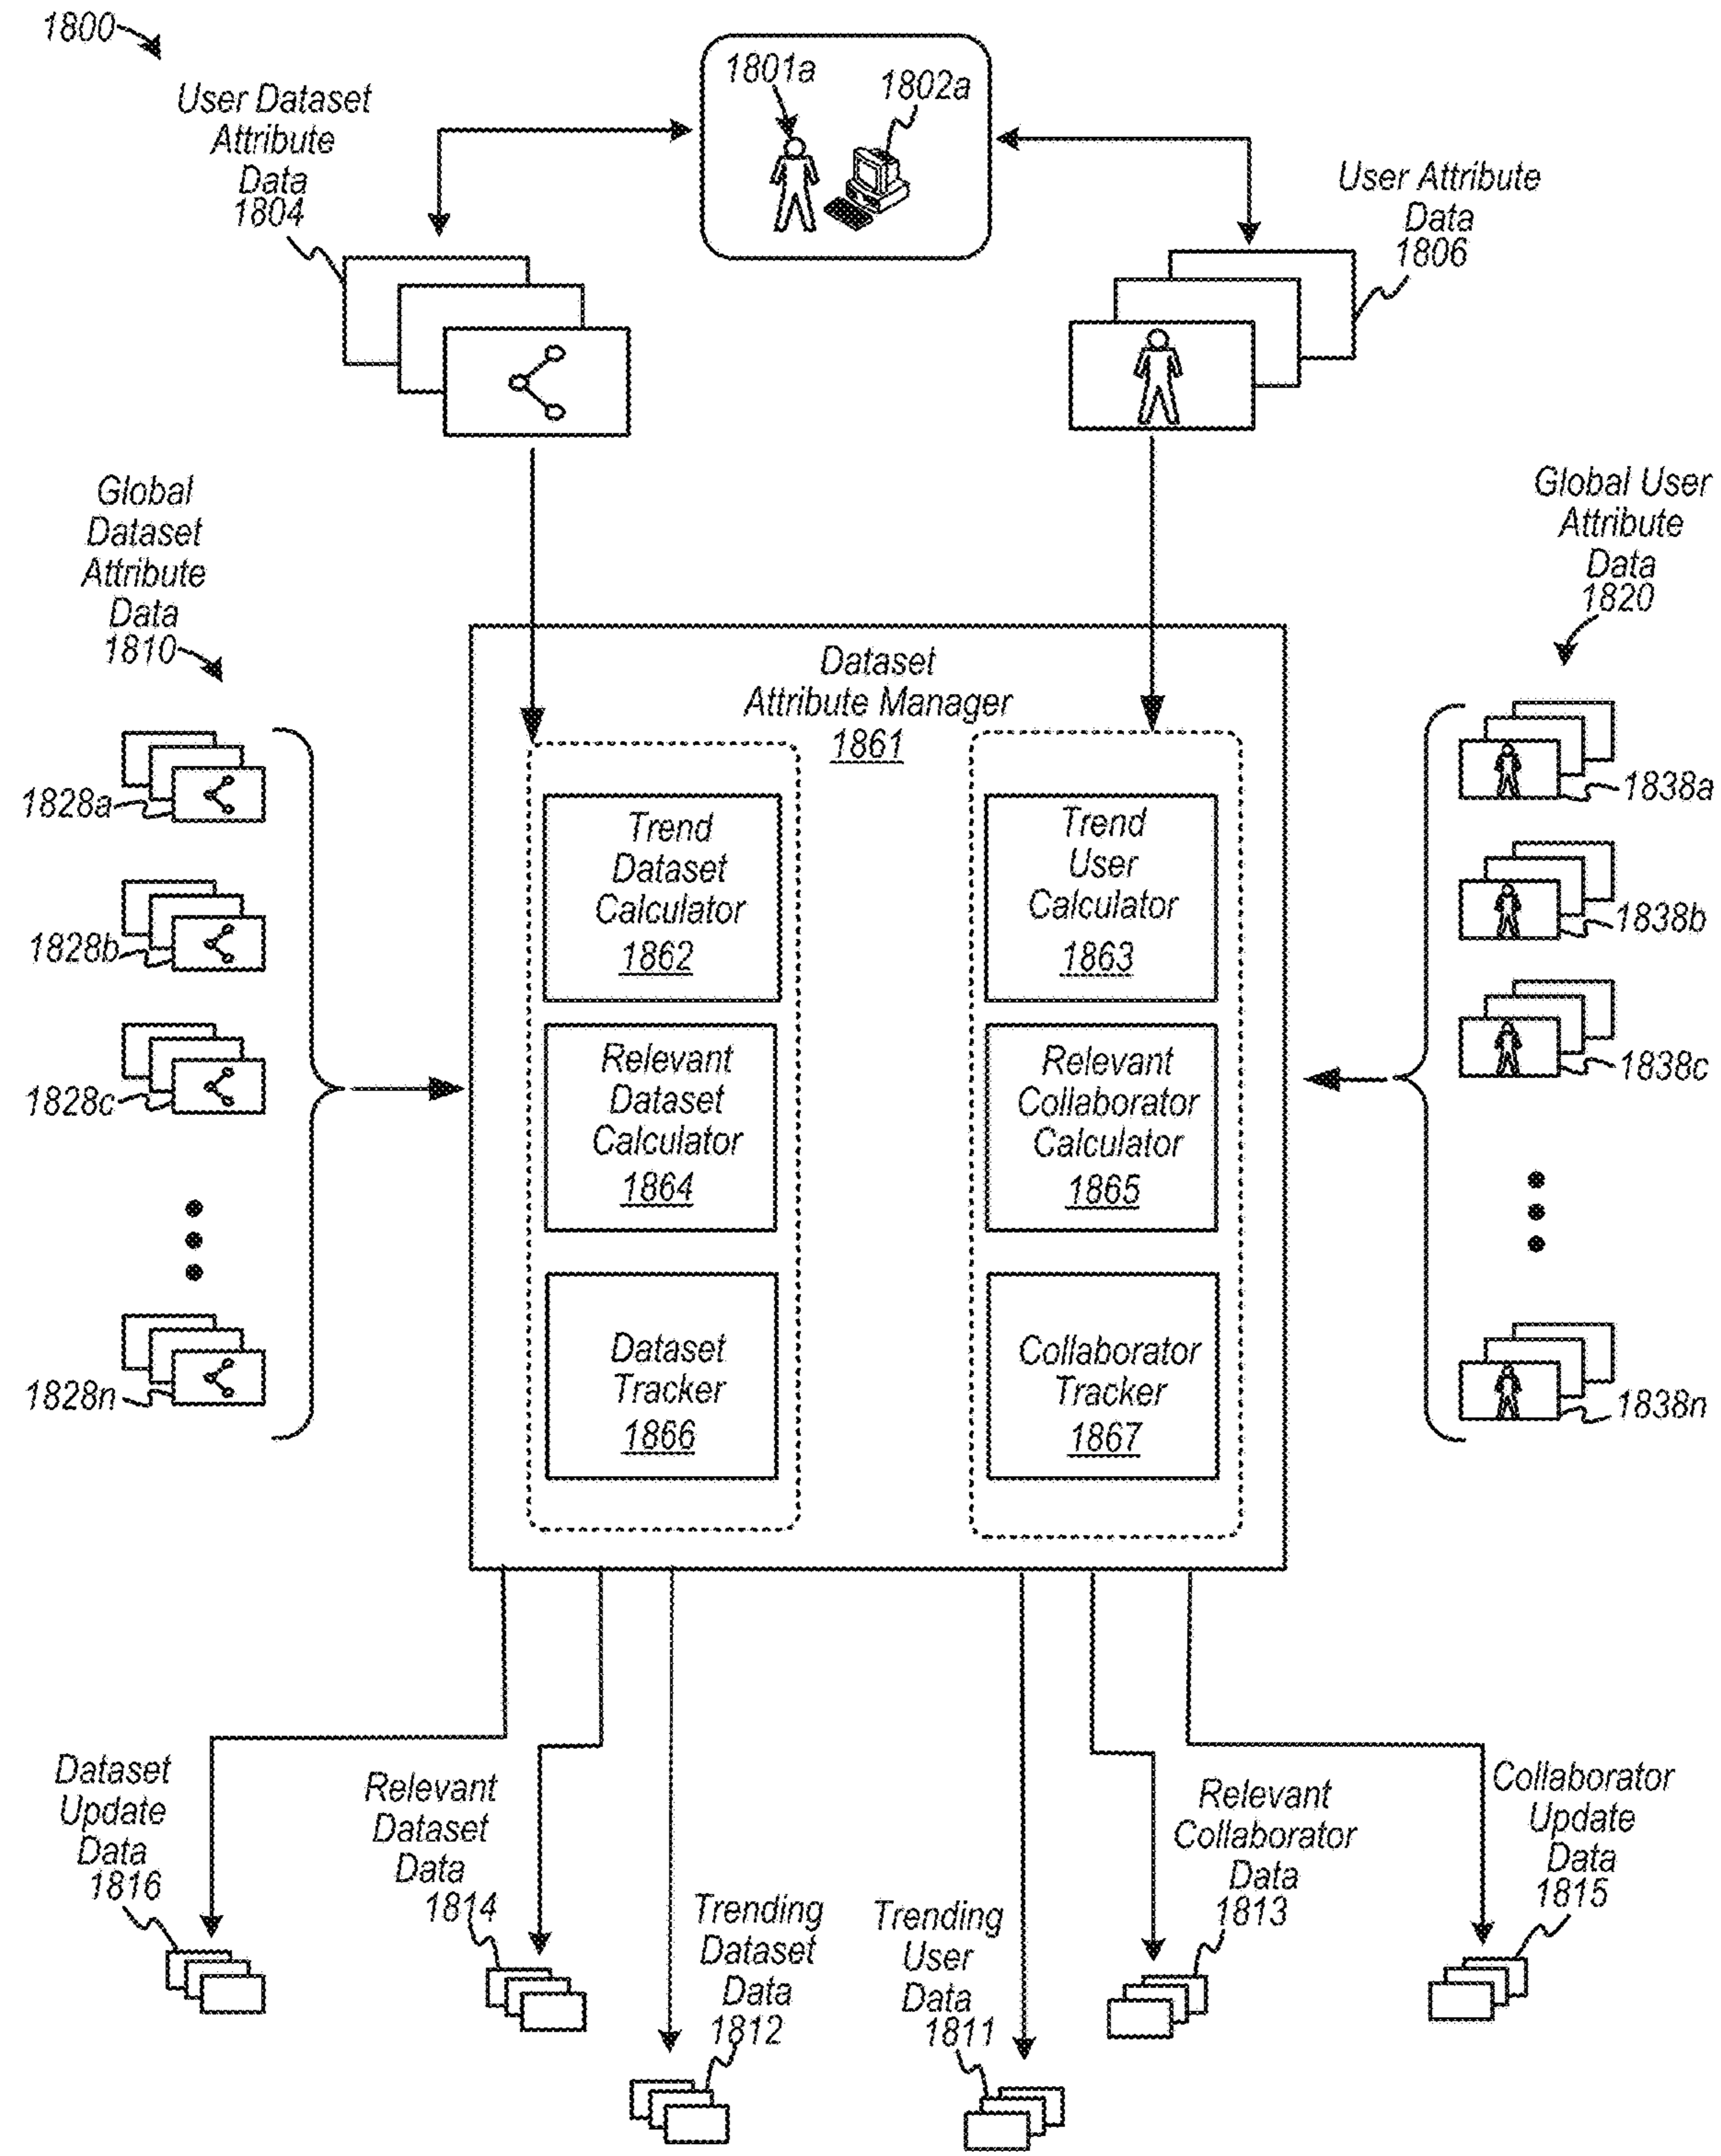 1800
1801a
1802a
User Dataset
Attribute
Data
1804
User Attribute
Data
1806
Global
Dataset
Attribute
Data
1810
Global User
Attribute
Data
1820
Dataset
Attribute Manager
1861
1828a
1828b
1828c
1828n
Trend
Dataset
Calculator
1862
Relevant
Dataset
Calculator
1864
Dataset
Tracker
1866
Trend
User
Calculator
1863
Relevant
Collaborator
Calculator
1865
Collaborator
Tracker
1867
1838a
1838b
1838c
1838n
Dataset
Update
Data
1816
Relevant
Dataset
Data
1814
Trending
Dataset
Data
1812
Trending
User
Data
1811
Relevant
Collaborator
Data
1813
Collaborator
Update
Data
1815